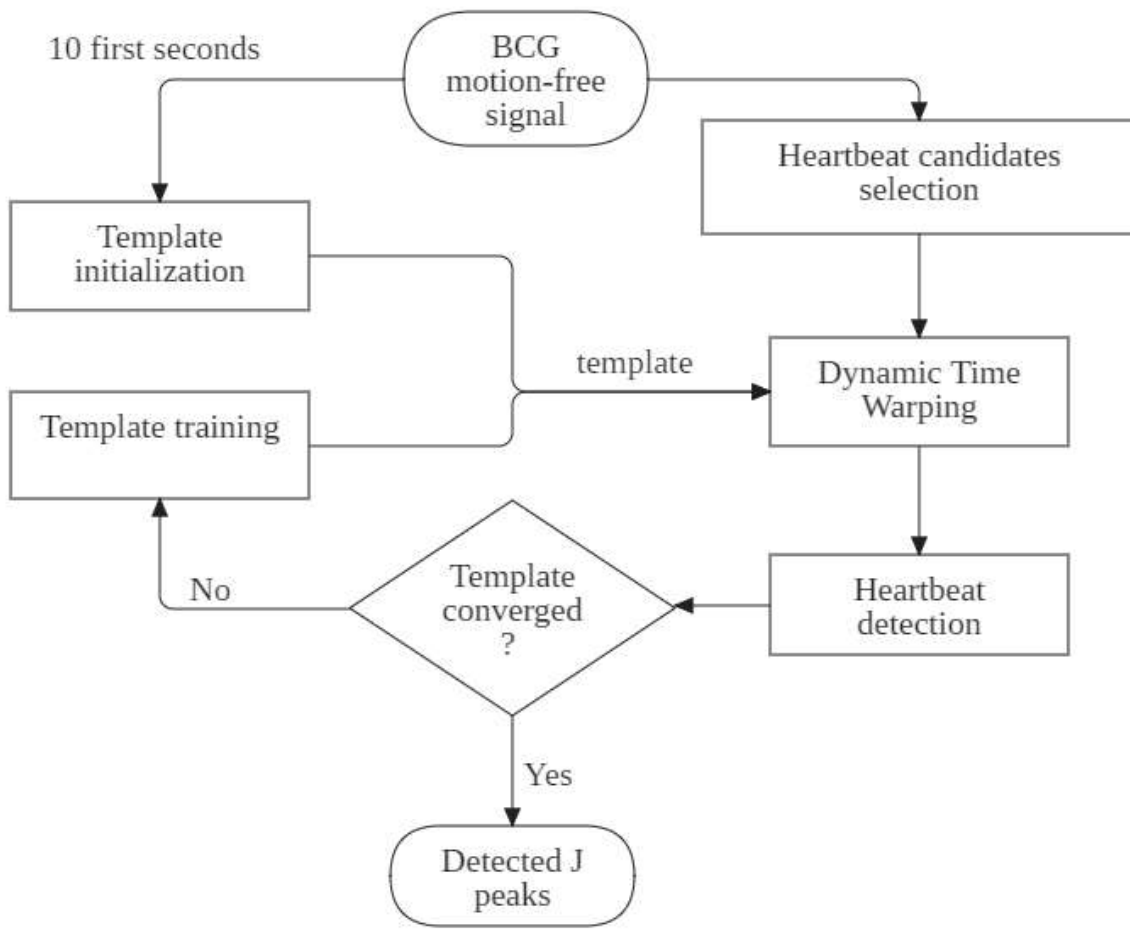 10 first seconds
BCG
motion-free
signal
Heartbeat candidates
selection
Template
initialization
template
Dynamic Time
Warping
Template training
Template
converged
?
No
Heartbeat
detection
Yes
Detected J
peaks